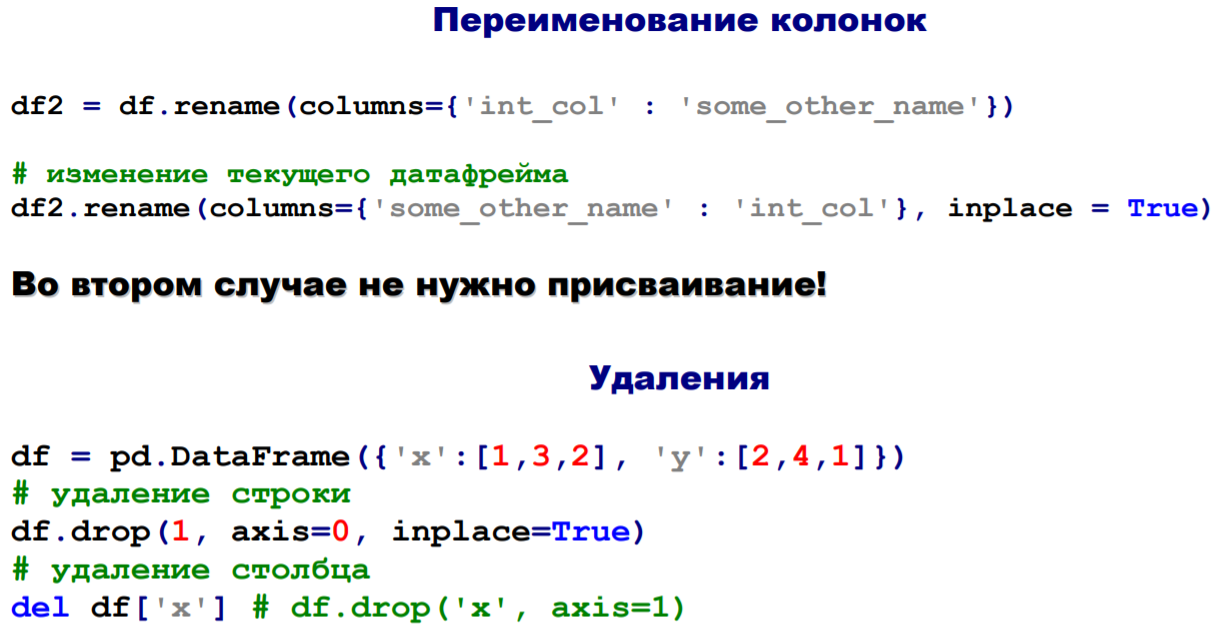 Переименование колонок
df2 = df.rename(columns={'int_col' : 'some_other_name'})
# изменение текущего датафрейма
df2.rename(columns={'some_other_name' : 'int_col'}, inplace = True)
Во втором случае не нужно присваивание!
Удаления
df = pd.DataFrame({'x':[1,3,2], 'y':[2,4,1]})
# удаление строки
df.drop(1, axis=0, inplace=True)
# удаление столбца
del df['x'] # df.drop('x', axis=1)